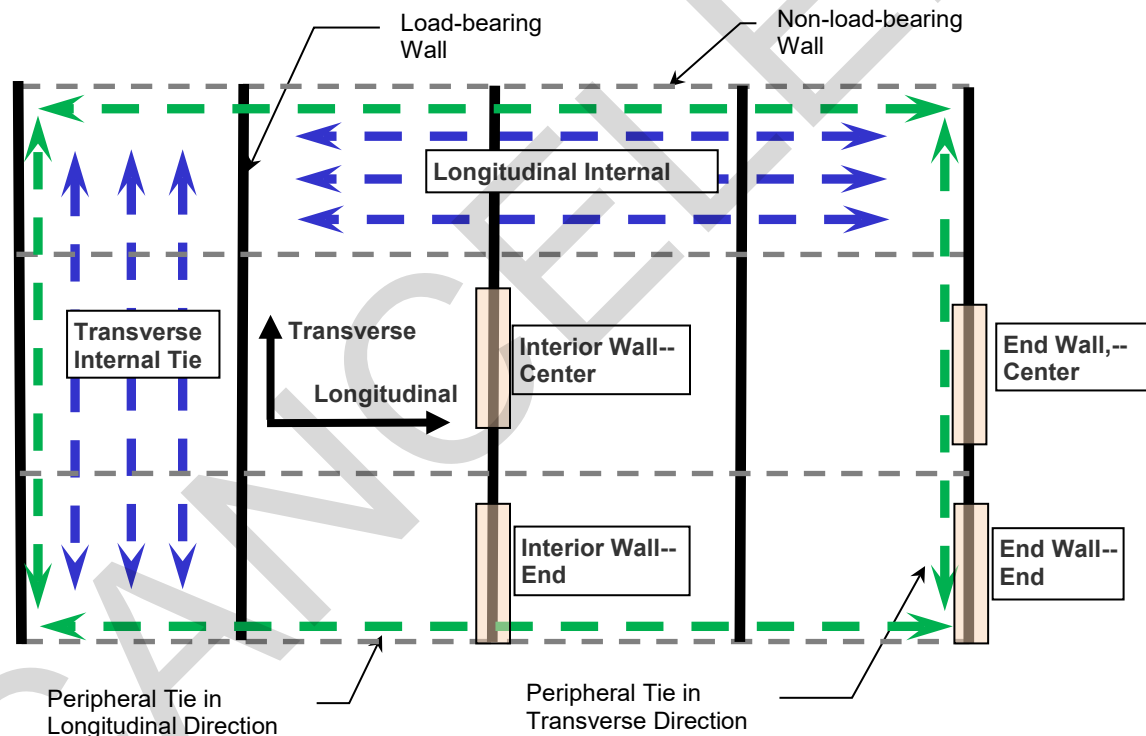 Load-bearing
Wall
Non-load-bearing
Wall
Longitudinal Internal
Transverse
Internal Tie
Transverse
Longitudinal
Interior Wall--
Center
End Wall,--
Center
Interior Wall--
End
End Wall--
End
Peripheral Tie in
Longitudinal Direction
Peripheral Tie in
Transverse Direction
CANCELLE